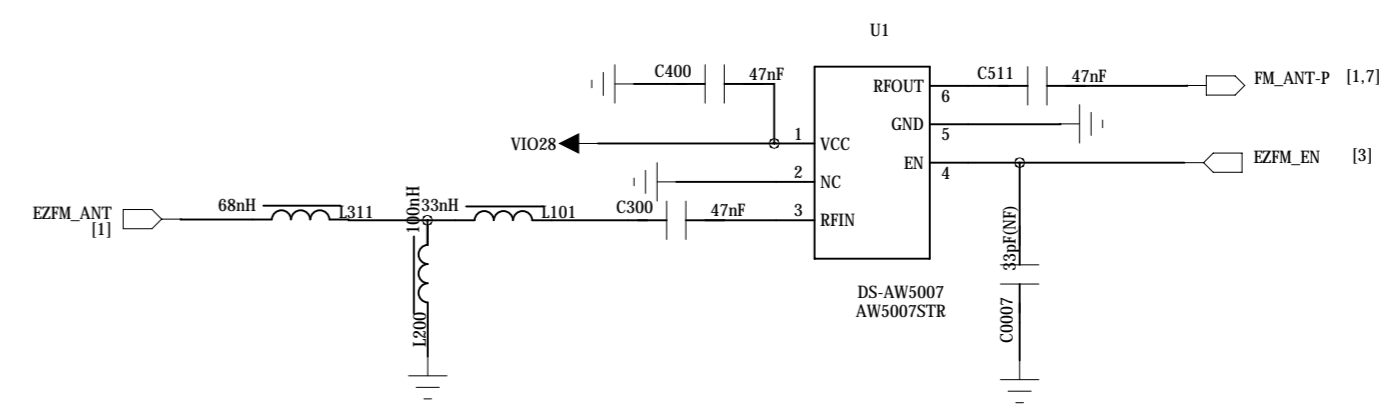 U1
C400 47nF
C511 47nF
FM_ANT-P [1,7]
RFOUT 6
GND 5
VIO28
1 VCC
EN 4
EZFM_EN [3]
2 NC
EZFM_ANT
[1]
68nH L311
100nH
33nH L101
C300 47nF
3 RFIN
L200
33pF(NF)
C0007
DS-AW5007
AW5007STR